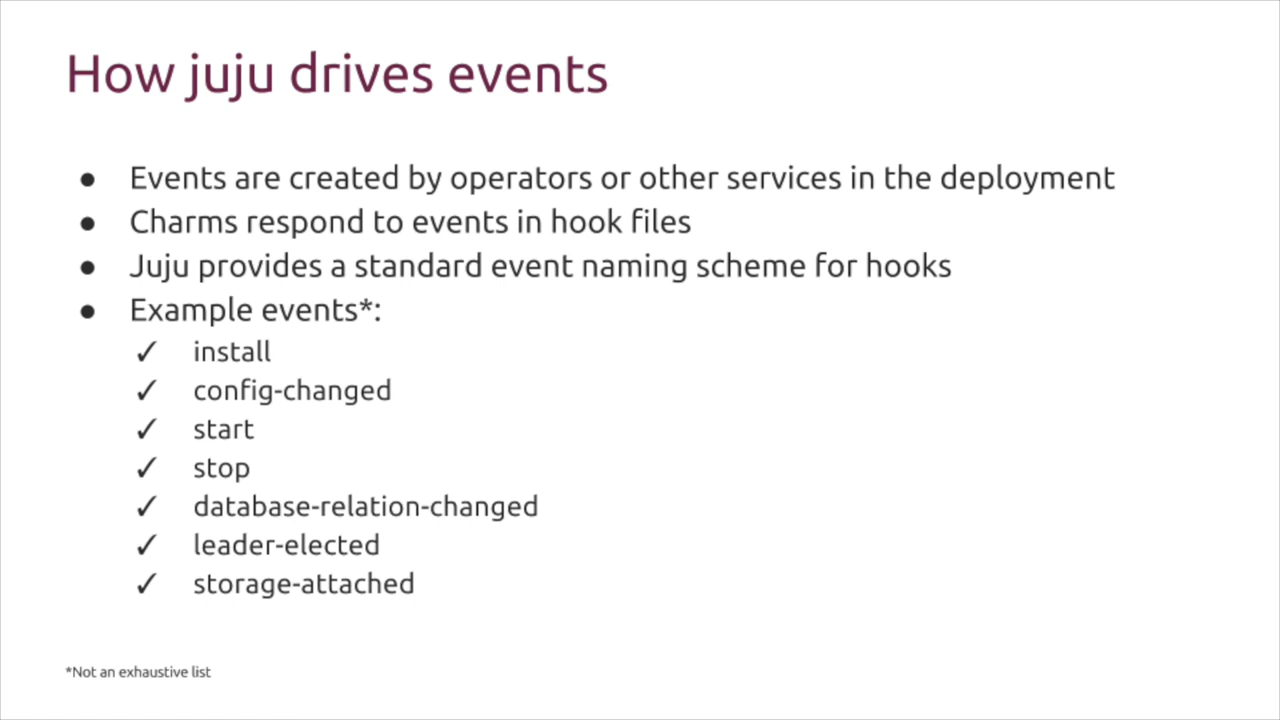 How juju drives events
● Events are created by operators or other services in the deployment
● Charms respond to events in hook files
● Juju provides a standard event naming scheme for hooks
● Example events*:
✓ install
✓ config-changed
✓ start
✓ stop
✓ database-relation-changed
✓ leader-elected
✓ storage-attached
*Not an exhaustive list